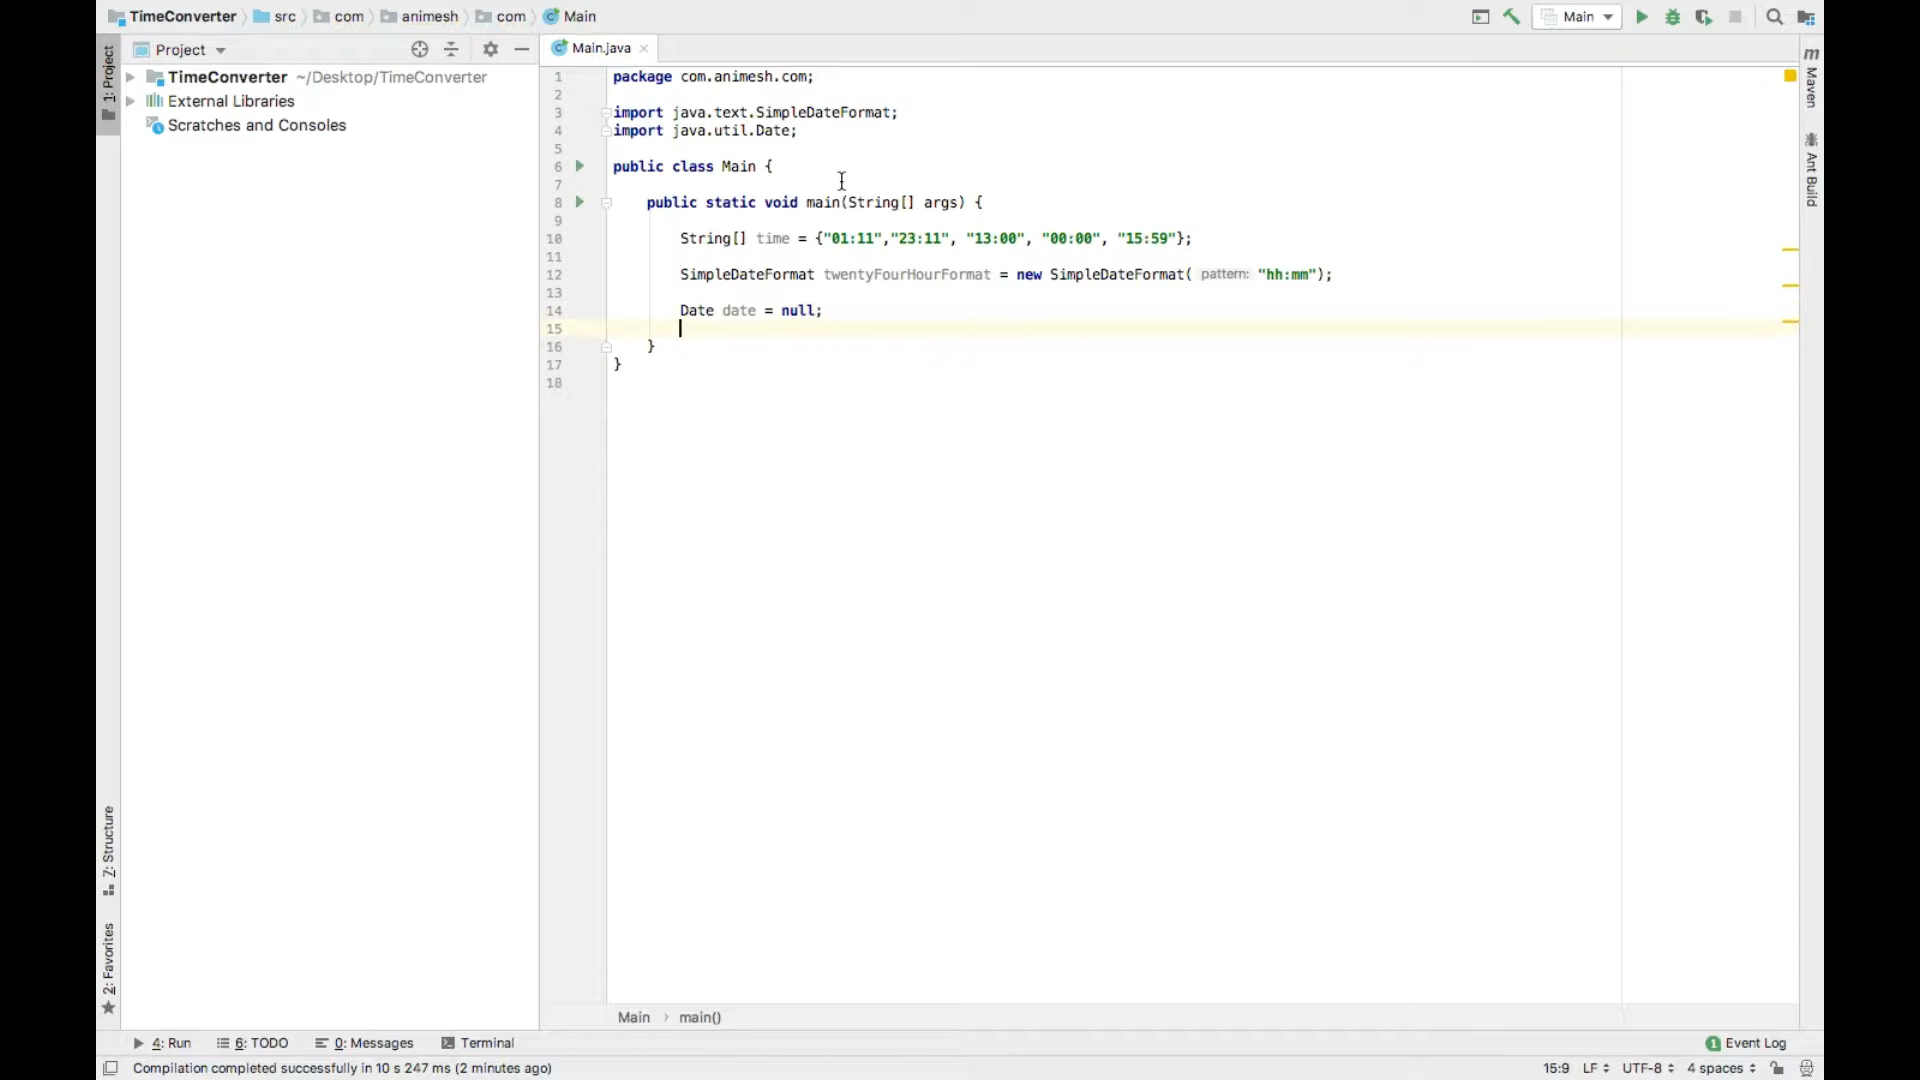 TimeConverter src com animesh com Main
Main
Project
Main.java
1: Project
TimeConverter ~/Desktop/TimeConverter
External Libraries
Scratches and Consoles
1 package com.animesh.com;
2
3 import java.text.SimpleDateFormat;
4 import java.util.Date;
5
6 public class Main {
7
8 public static void main(String[] args) {
9
10 String[] time = {"01:11","23:11", "13:00", "00:00", "15:59"};
11
12 SimpleDateFormat twentyFourHourFormat = new SimpleDateFormat( pattern: "hh:mm");
13
14 Date date = null;
15
16 }
17 }
18
m Maven
Ant Build
Z: Structure
2: Favorites
Main › main()
4: Run 6: TODO 0: Messages Terminal
1 Event Log
Compilation completed successfully in 10 s 247 ms (2 minutes ago)
15:9 LF UTF-8 4 spaces